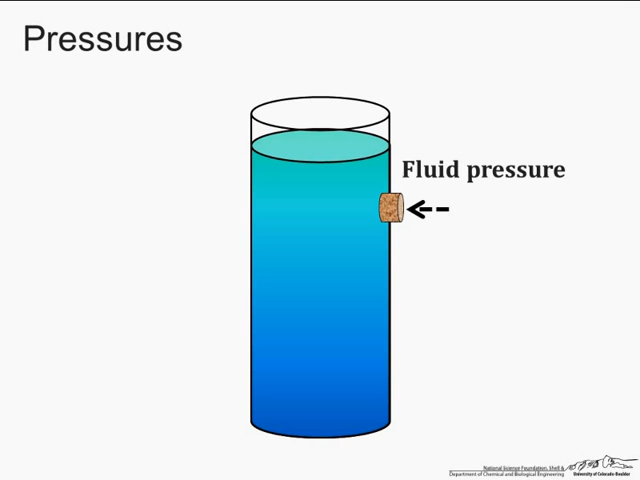 Pressures
Fluid pressure
National Science Foundation, Shell &
Department of Chemical and Biological Engineering
University of Colorado Boulder